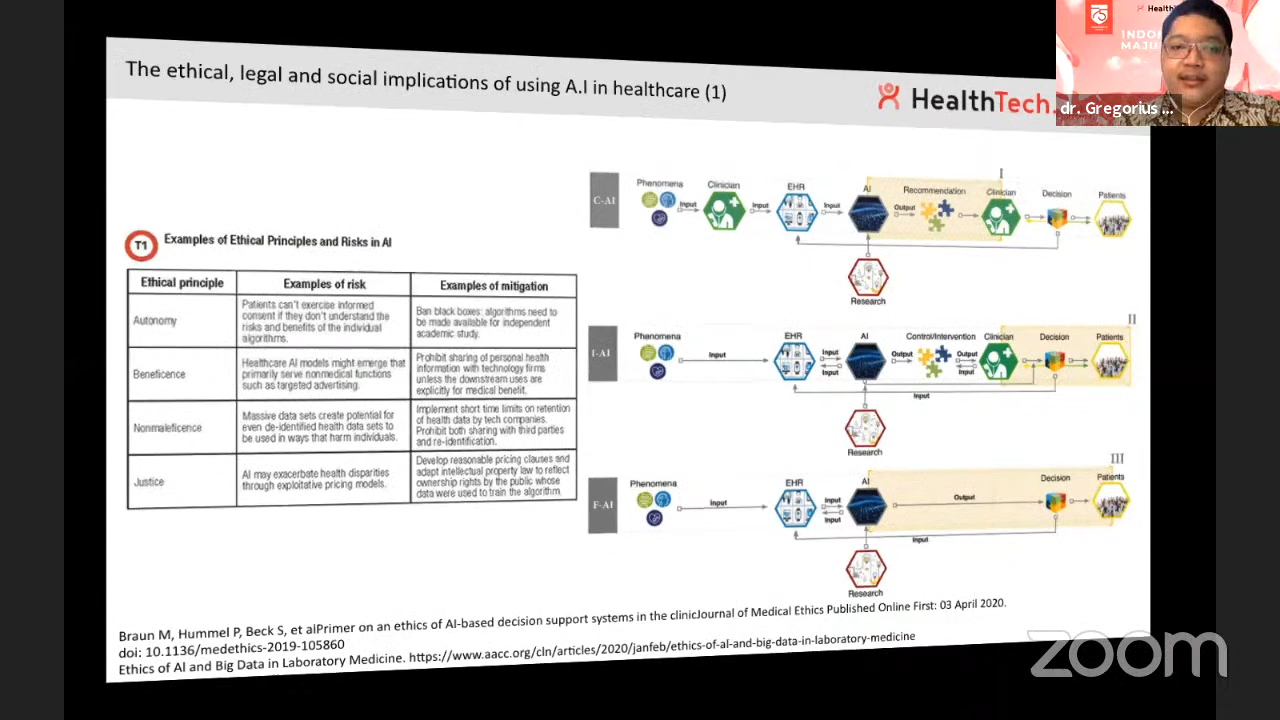 The ethical, legal and social implications of using A.I in healthcare (1)
HealthTech.
HealthTe
INDO
MAJU
75
dr. Gregorius ...
T1
Examples of Ethical Principles and Risks in AI
Ethical principle
Examples of risk
Examples of mitigation
Autonomy
Patients can't exercise informed
consent if they don't understand the
risks and benefits of the individual
algorithms.
Ban black boxes: algorithms need to
be made available for independent
academic study.
Beneficence
Healthcare AI models might emerge that
primarily serve nonmedical functions
such as targeted advertising.
Prohibit sharing of personal health
information with technology firms
unless the downstream uses are
explicitly for medical benefit.
Nonmaleficence
Massive data sets create potential for
even de-identified health data sets to
be used in ways that harm individuals.
Implement short time limits on retention
of health data by tech companies.
Prohibit both sharing with third parties
and re-identification.
Justice
AI may exacerbate health disparities
through exploitative pricing models.
Develop reasonable pricing clauses and
adapt intellectual property law to reflect
ownership rights by the public whose
data were used to train the algorithm.
I
C-AI
Phenomena
Input
Clinician
Input
EHR
Input
AI
Output
Recommendation
Clinician
Decision
Patients
Research
II
I-AI
Phenomena
Input
EHR
Input
Input
AI
Output
Control/Intervention
Output
Input
Clinician
Decision
Patients
Input
Research
III
F-AI
Phenomena
Input
EHR
Input
Input
AI
Output
Decision
Patients
Input
Research
Braun M, Hummel P, Beck S, et alPrimer on an ethics of AI-based decision support systems in the clinicJournal of Medical Ethics Published Online First: 03 April 2020.
doi: 10.1136/medethics-2019-105860
Ethics of AI and Big Data in Laboratory Medicine. https://www.aacc.org/cln/articles/2020/janfeb/ethics-of-al-and-big-data-in-laboratory-medicine
zoom